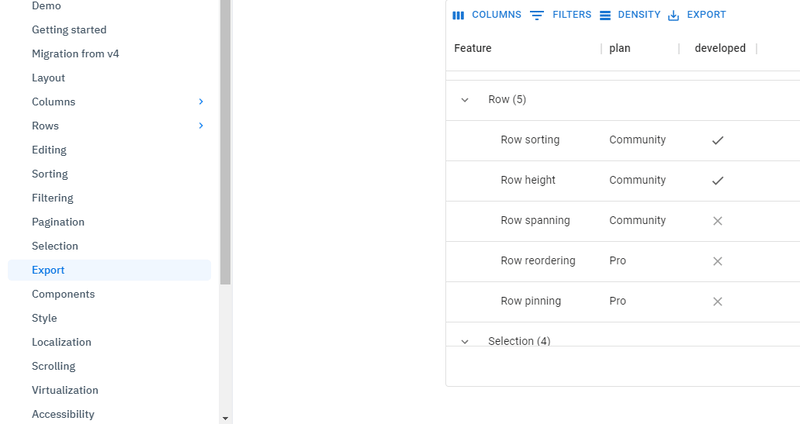 Demo
Getting started
Migration from v4
Layout
Columns
Rows
Editing
Sorting
Filtering
Pagination
Selection
Export
Components
Style
Localization
Scrolling
Virtualization
Accessibility
COLUMNS FILTERS DENSITY EXPORT
Feature plan developed
Row (5)
Row sorting Community
Row height Community
Row spanning Community
Row reordering Pro
Row pinning Pro
Selection (4)